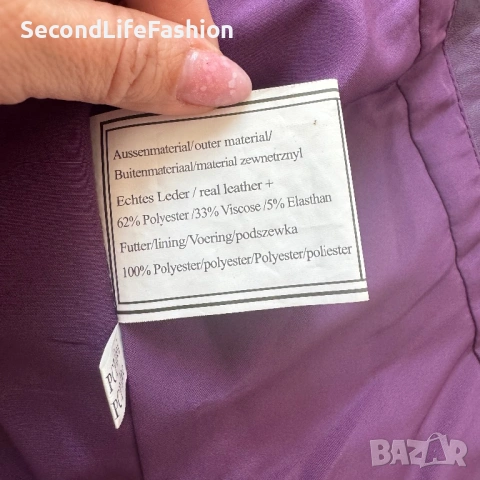 SecondLifeFashion
Aussenmaterial/outer material/
Buitenmateriaal/material zewnetrznyl
Echtes Leder / real leather +
62% Polyester /33% Viscose /5% Elasthan
Futter/lining/Voering/podszewka
100% Polyester/polyester/Polyester/poliester
BAZAR